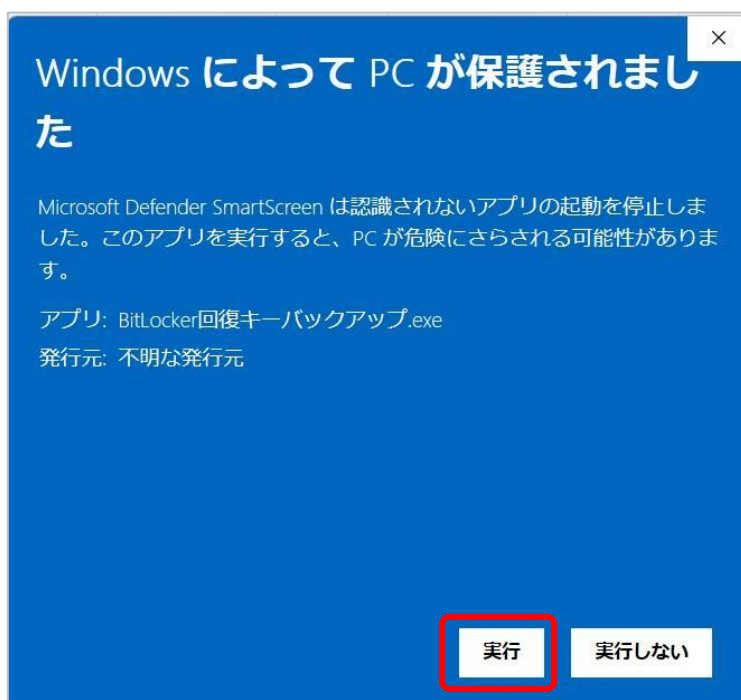 Windows によって PC が保護されまし
た
Microsoft Defender SmartScreen は認識されないアプリの起動を停止しま
した。このアプリを実行すると、PC が危険にさらされる可能性がありま
す。
アプリ: BitLocker回復キーバックアップ.exe
発行元: 不明な発行元
実行
実行しない